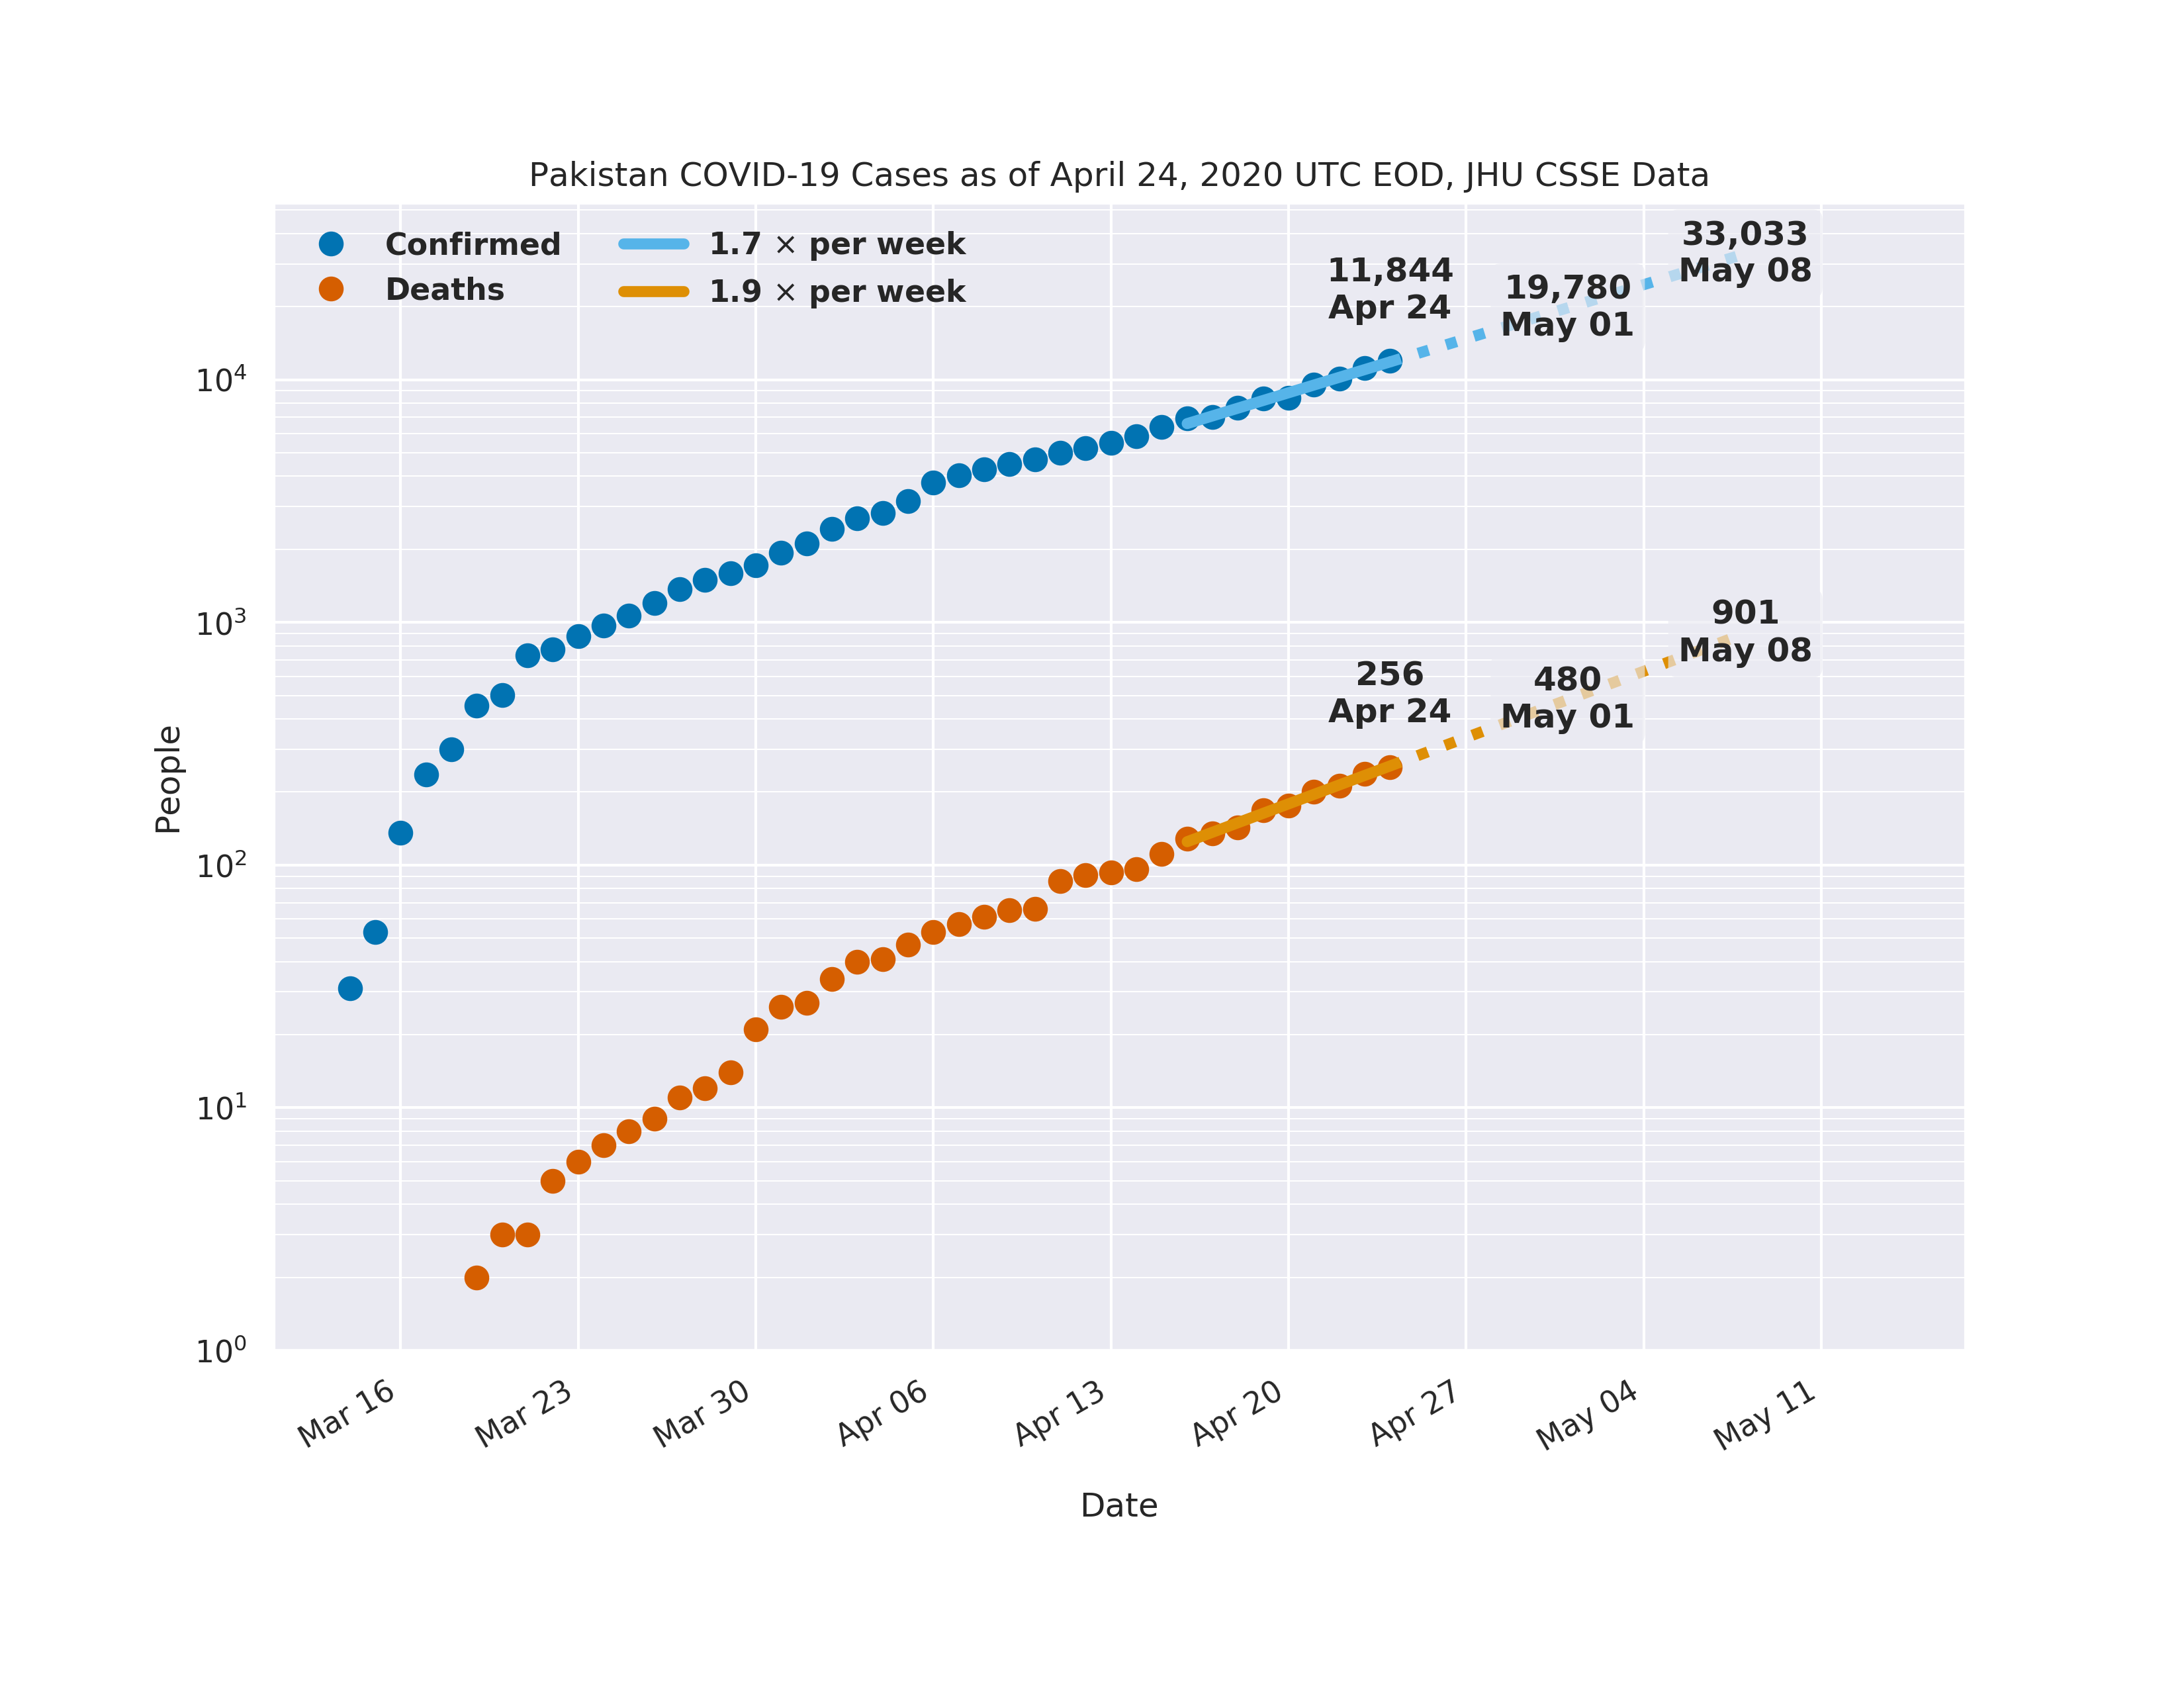 Pakistan COVID-19 Cases as of April 24, 2020 UTC EOD, JHU CSSE Data
Confirmed
Deaths
1.7 × per week
1.9 × per week
11,844
Apr 24
19,780
May 01
33,033
May 08
256
Apr 24
480
May 01
901
May 08
People
10⁴
10³
10²
10¹
10⁰
Mar 16
Mar 23
Mar 30
Apr 06
Apr 13
Apr 20
Apr 27
May 04
May 11
Date